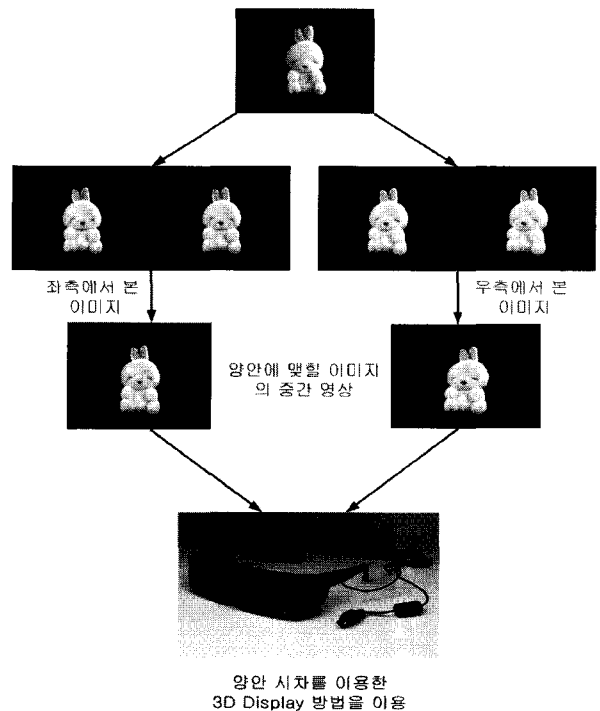 좌측에서 본
이미지
우측에서 본
이미지
양안에 맺힐 이미지
의 중간 영상
양안 시차를 이용한
3D Display 방법을 이용